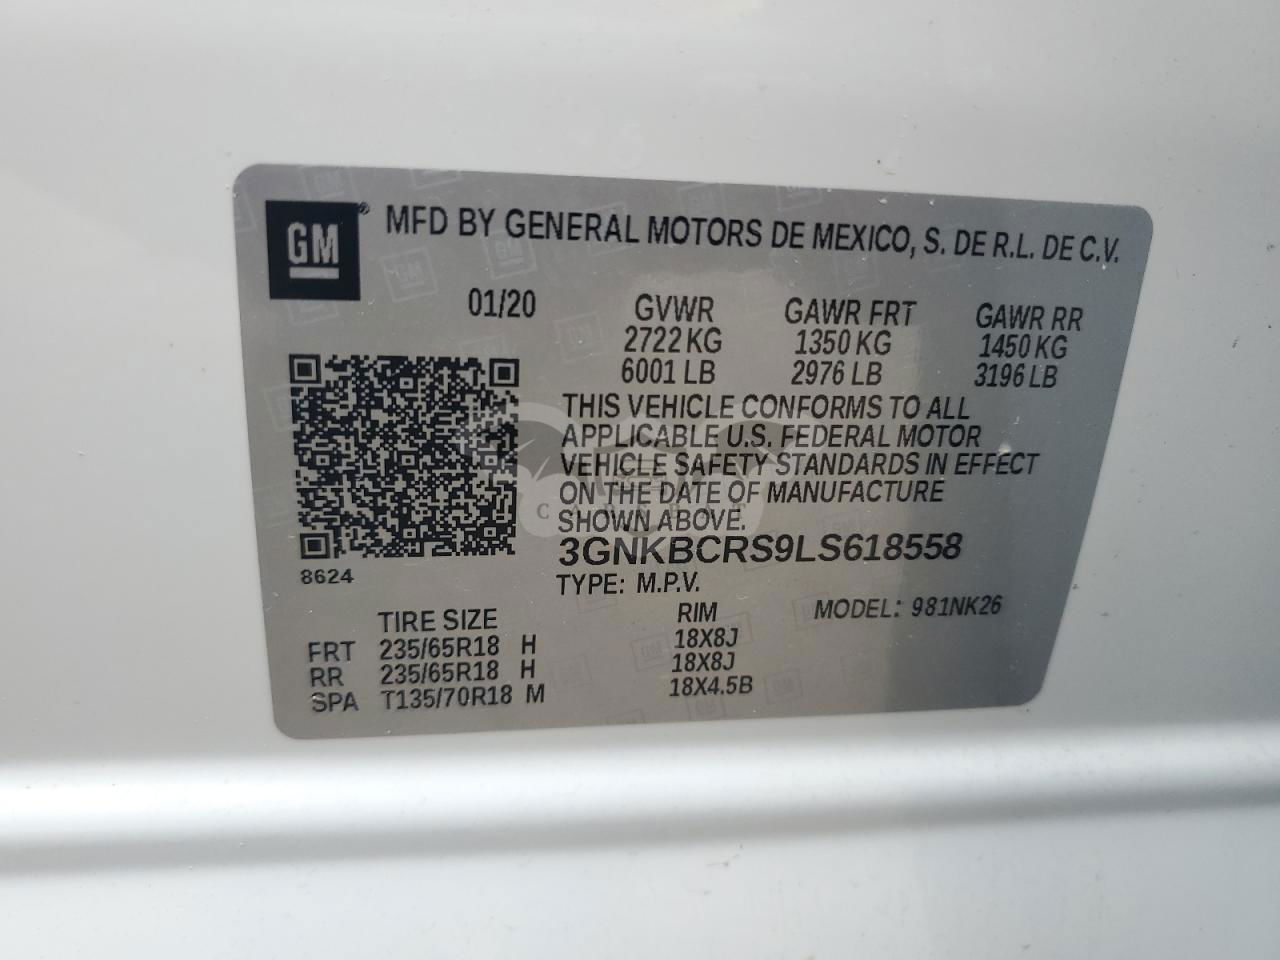 GM® MFD BY GENERAL MOTORS DE MEXICO, S. DE R.L. DE C.V.
01/20
GVWR GAWR FRT GAWR RR
2722 KG 1350 KG 1450 KG
6001 LB 2976 LB 3196 LB
THIS VEHICLE CONFORMS TO ALL
APPLICABLE U.S. FEDERAL MOTOR
VEHICLE SAFETY STANDARDS IN EFFECT
ON THE DATE OF MANUFACTURE
SHOWN ABOVE.
3GNKBCRS9LS618558
8624
TYPE: M.P.V.
MODEL: 981NK26
TIRE SIZE RIM
FRT 235/65R18 H 18X8J
RR 235/65R18 H 18X8J
SPA T135/70R18 M 18X4.5B